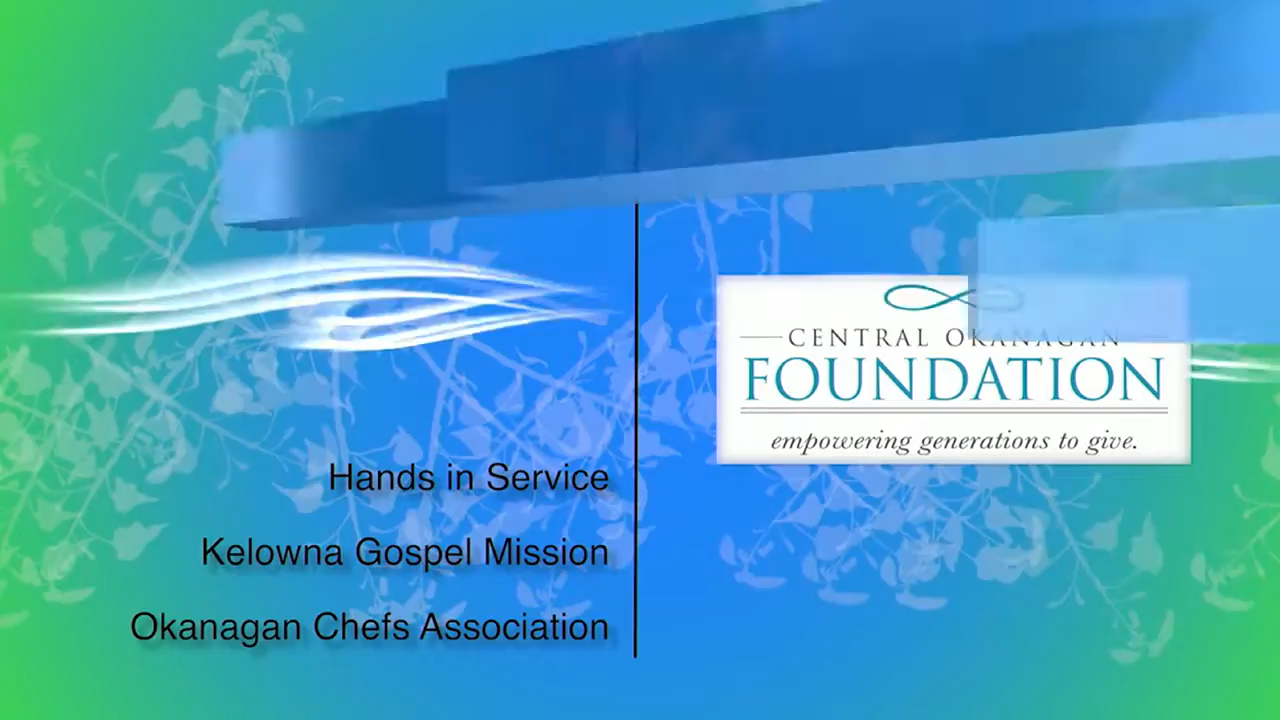 Hands in Service
Kelowna Gospel Mission
Okanagan Chefs Association
CENTRAL OKANAGAN
FOUNDATION
empowering generations to give.